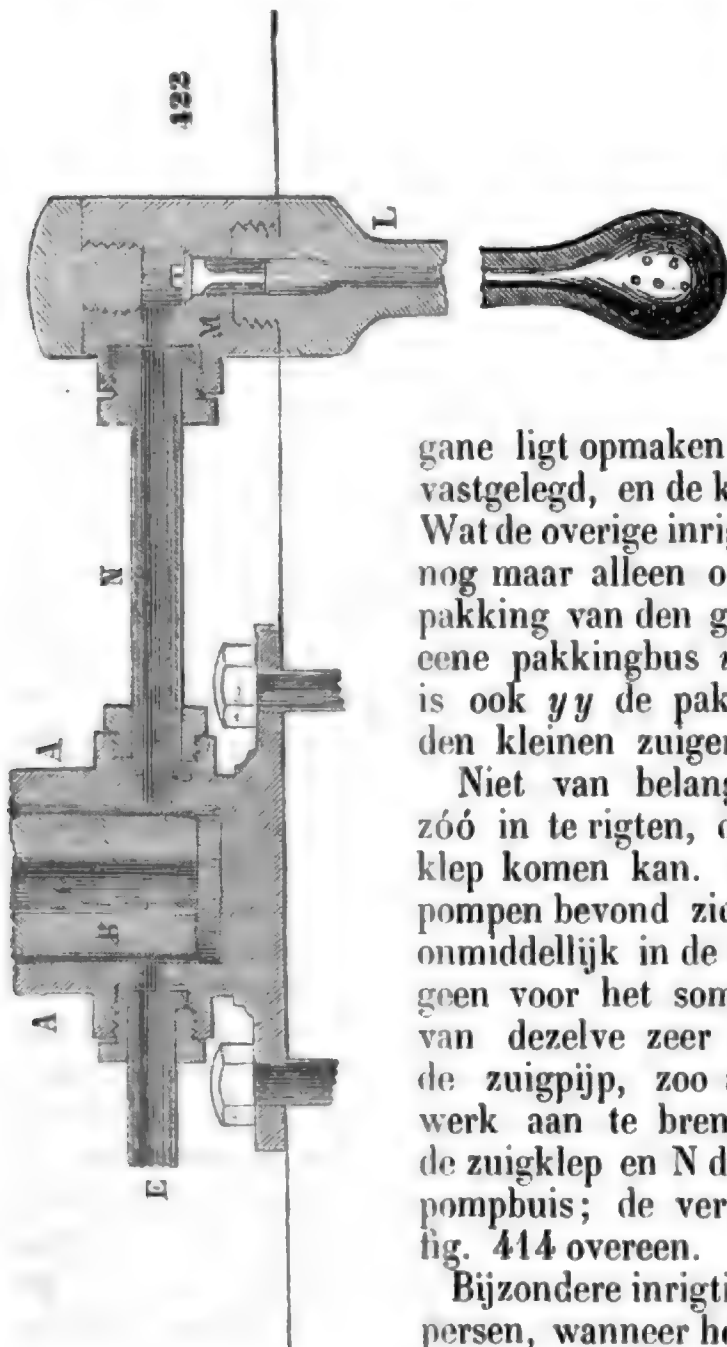 422
L
M
N
A
A
E
gane ligt opmaken
vastgelegd, en de k
Wat de overige inrig
nog maar alleen o
pakking van den g
eene pakkingbus
is ook yy de pak
den kleinen zuiger
Niet van belang
zóó in te rigten, d
klep komen kan.
pompen bevond zic
onmiddellijk in de
geen voor het som
van dezelve zeer
de zuigpijp, zoo
werk aan te bren
de zuigklep en N d
pompbuis; de ver
fig. 414 overeen.
Bijzondere inrigti
persen, wanneer he